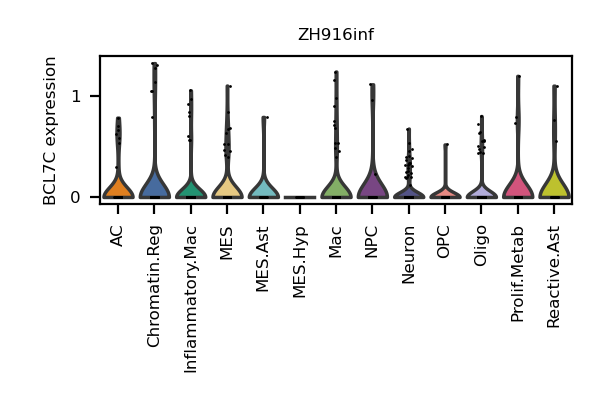 ZH916inf
BCL7C expression
1
0
AC
Chromatin.Reg
Inflammatory.Mac
MES
MES.Ast
MES.Hyp
Mac
NPC
Neuron
OPC
Oligo
Prolif.Metab
Reactive.Ast